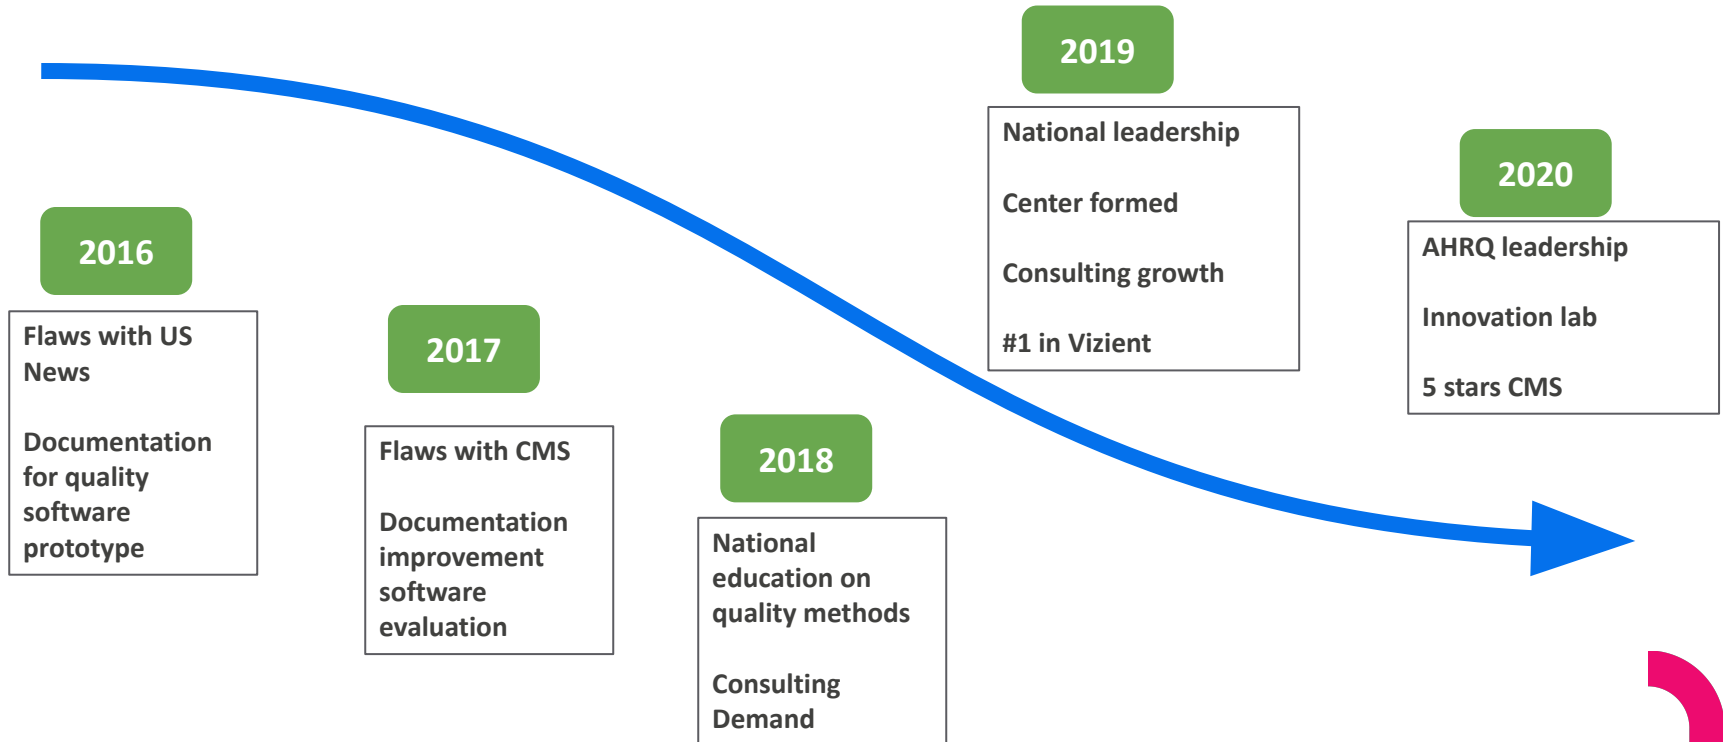 2016
Flaws with US
News
Documentation
for quality
software
prototype
2017
Flaws with CMS
Documentation
improvement
software
evaluation
2018
National
education on
quality methods
Consulting
Demand
2019
National leadership
Center formed
Consulting growth
#1 in Vizient
2020
AHRQ leadership
Innovation lab
5 stars CMS